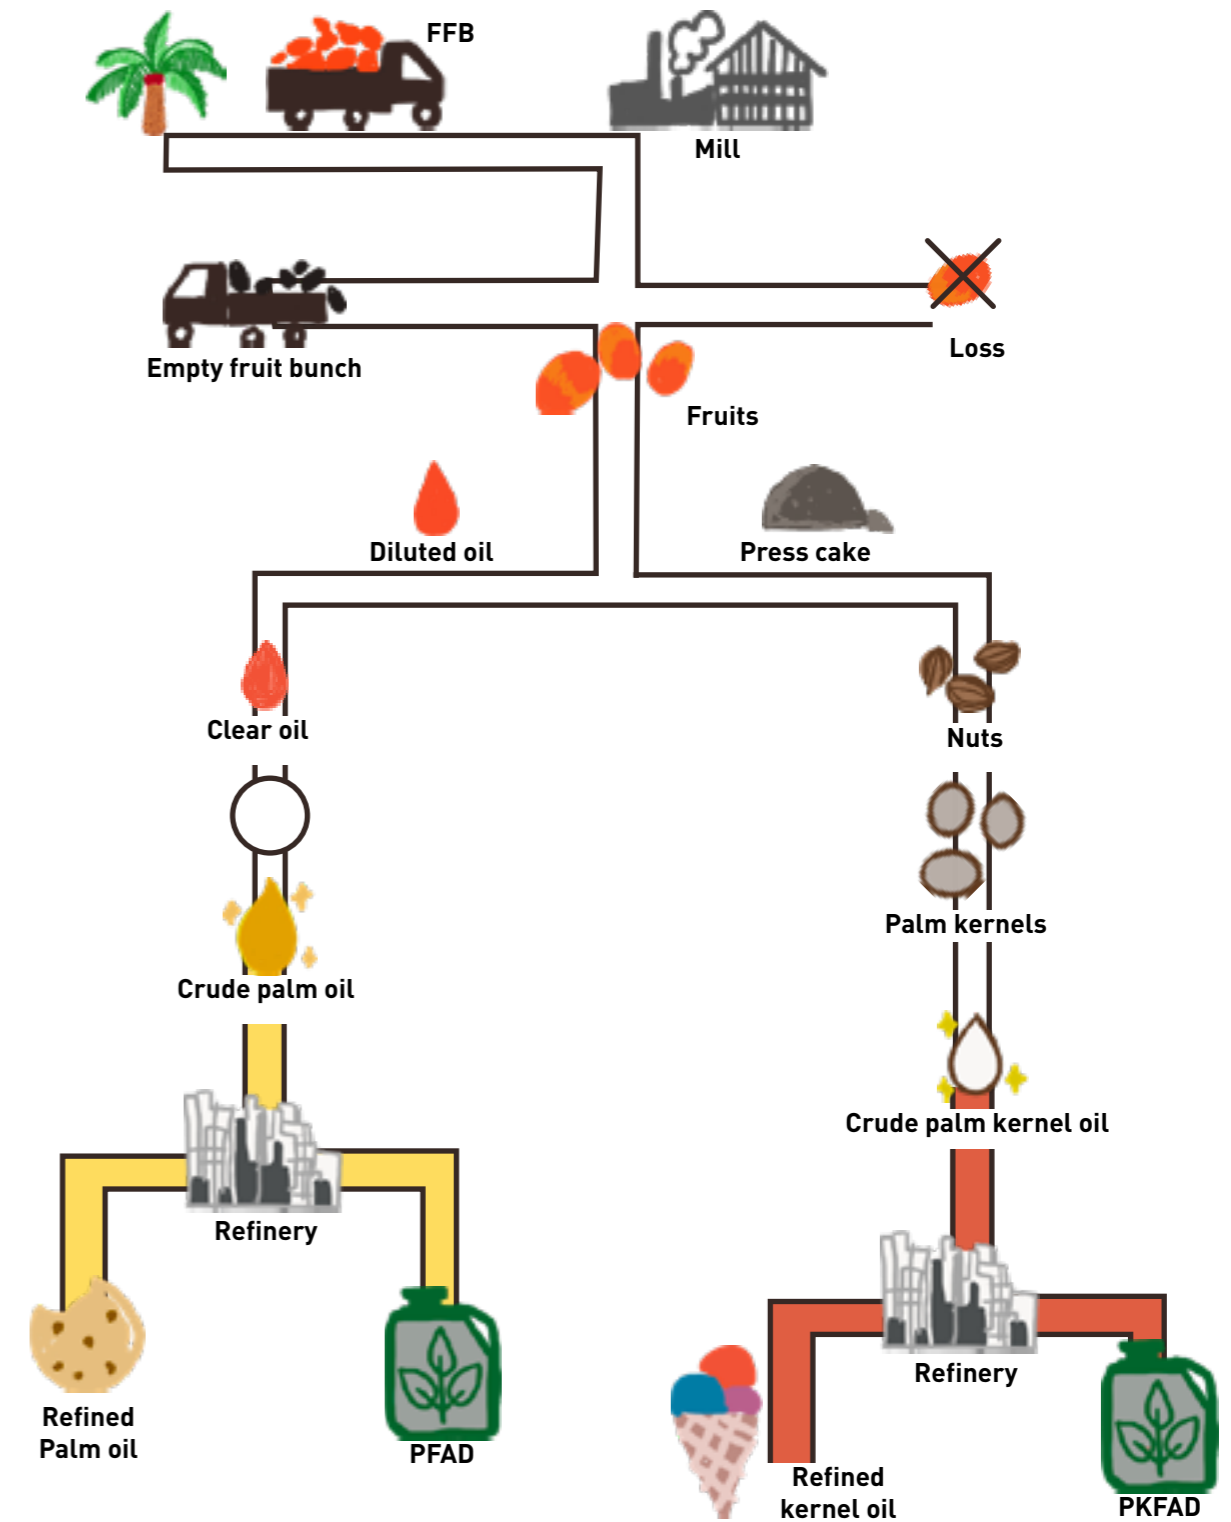 FFB
Mill
Empty fruit bunch
Loss
Fruits
Diluted oil
Press cake
Clear oil
Nuts
Palm kernels
Crude palm oil
Crude palm kernel oil
Refinery
Refinery
Refined
Palm oil
PFAD
Refined
kernel oil
PKFAD